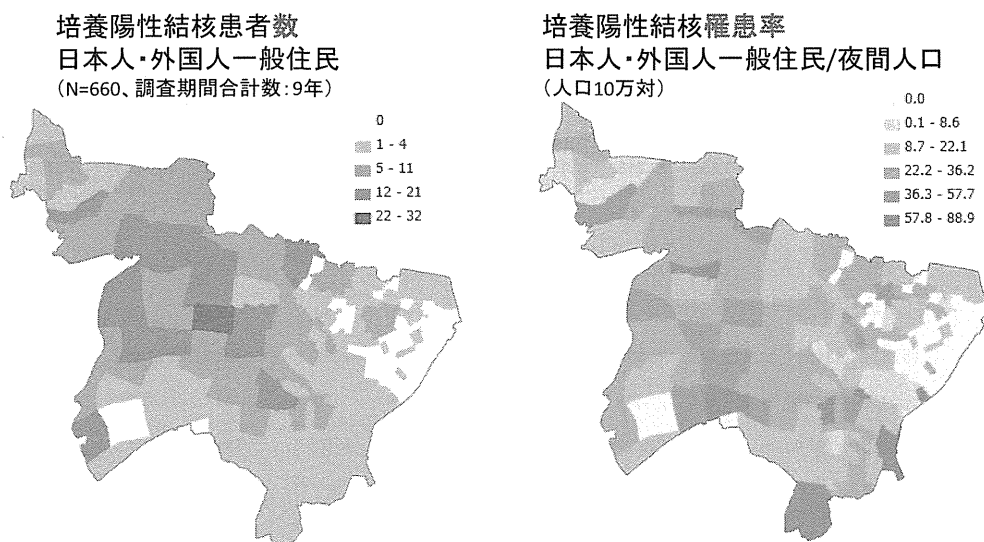 培養陽性結核患者数
日本人・外国人一般住民
（N=660、調査期間合計数：9年）
0
1 - 4
5 - 11
12 - 21
22 - 32
培養陽性結核罹患率
日本人・外国人一般住民/夜間人口
（人口10万対）
0.0
0.1 - 8.6
8.7 - 22.1
22.2 - 36.2
36.3 - 57.7
57.8 - 88.9